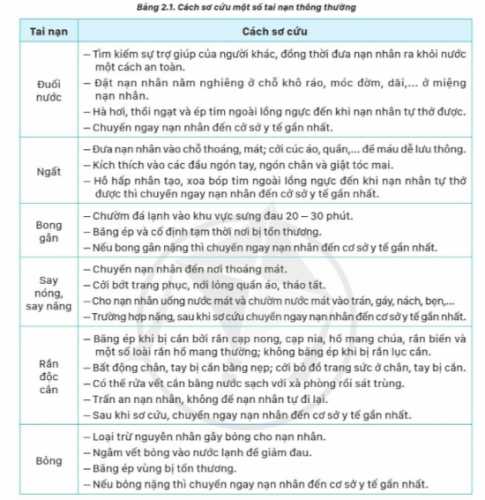 Bảng 2.1. Cách sơ cứu một số tai nạn thông thường
Tai nạn
Cách sơ cứu
Đuối
nước
– Tìm kiếm sự trợ giúp của người khác, đồng thời đưa nạn nhân ra khỏi nước
một cách an toàn.
– Đặt nạn nhân nằm nghiêng ở chỗ khô ráo, móc đờm, dãi,... ở miệng
nạn nhân.
– Hà hơi, thổi ngạt và ép tim ngoài lồng ngực đến khi nạn nhân tự thở được.
– Chuyển ngay nạn nhân đến cơ sở y tế gần nhất.
Ngất
– Đưa nạn nhân vào chỗ thoáng, mát; cởi cúc áo, quần,... để máu dễ lưu thông.
– Kích thích vào các đầu ngón tay, ngón chân và giật tóc mai.
– Hô hấp nhân tạo, xoa bóp tim ngoài lồng ngực đến khi nạn nhân tự thở
được thì chuyển ngay nạn nhân đến cơ sở y tế gần nhất.
Bong
gân
– Chườm đá lạnh vào khu vực sưng đau 20 – 30 phút.
– Băng ép và cố định tạm thời nơi bị tổn thương.
– Nếu bong gân nặng thì chuyển ngay nạn nhân đến cơ sở y tế gần nhất.
Say
nóng,
say nắng
– Chuyển nạn nhân đến nơi thoáng mát.
– Cởi bớt trang phục, nới lỏng quần áo, tháo tất.
– Cho nạn nhân uống nước mát và chườm nước mát vào trán, gáy, nách, bẹn,...
– Trường hợp nặng, sau khi sơ cứu chuyển ngay nạn nhân đến cơ sở y tế gần nhất.
Rắn
độc
cắn
– Băng ép khi bị cắn bởi rắn cạp nong, cạp nia, hổ mang chúa, rắn biển và
một số loài rắn hổ mang thường; không băng ép khi bị rắn lục cắn.
– Bất động chân, tay bị cắn bằng nẹp; cởi bỏ đồ trang sức ở chân, tay bị cắn.
– Có thể rửa vết cắn bằng nước sạch với xà phòng rồi sát trùng.
– Trấn an nạn nhân, không để nạn nhân tự đi lại.
– Sau khi sơ cứu, chuyển ngay nạn nhân đến cơ sở y tế gần nhất.
Bỏng
– Loại trừ nguyên nhân gây bỏng cho nạn nhân.
– Ngâm vết bỏng vào nước lạnh để giảm đau.
– Băng ép vùng bị tổn thương.
– Nếu bỏng nặng thì chuyển ngay nạn nhân đến cơ sở y tế gần nhất.